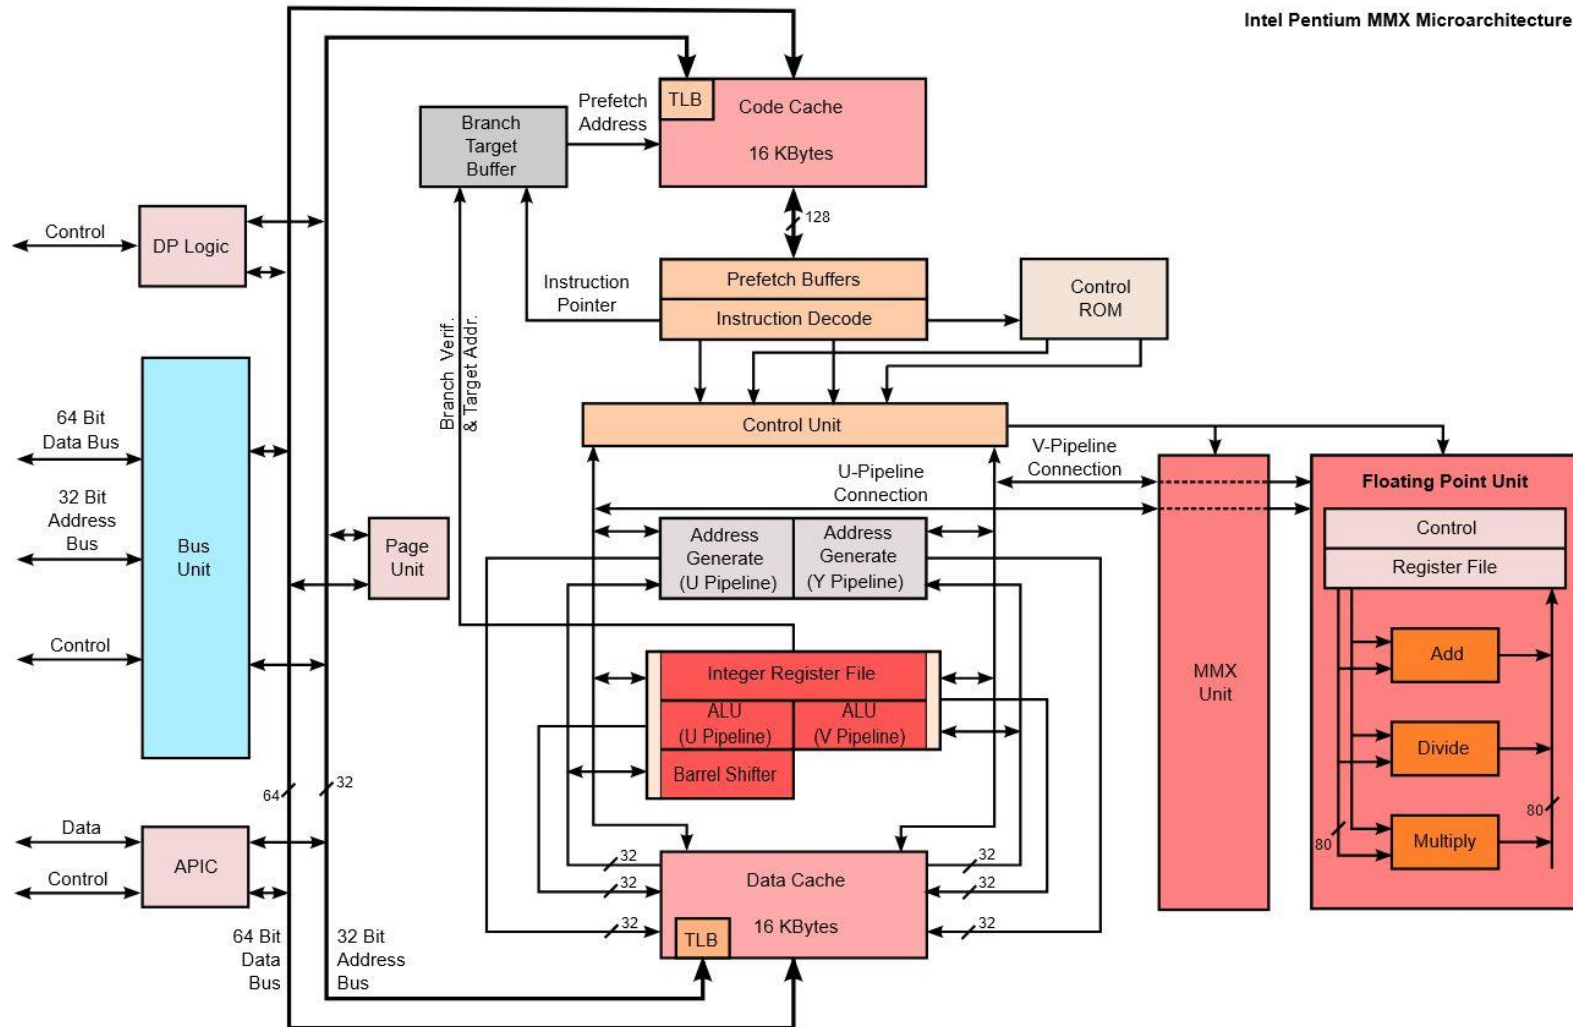 Intel Pentium MMX Microarchitecture
TLB
Code Cache
16 KBytes
Prefetch
Address
Branch
Target
Buffer
128
Control
DP Logic
Prefetch Buffers
Instruction Decode
Instruction
Pointer
Control
ROM
Branch Verif.
& Target Addr.
Control Unit
64 Bit
Data Bus
32 Bit
Address
Bus
Control
Bus
Unit
Page
Unit
U-Pipeline
Connection
V-Pipeline
Connection
Address
Generate
(U Pipeline)
Address
Generate
(Y Pipeline)
Integer Register File
ALU
(U Pipeline)
ALU
(V Pipeline)
Barrel Shifter
MMX
Unit
Floating Point Unit
Control
Register File
Add
Divide
Multiply
80
80
64
32
Data
Control
APIC
32
32
32
32
32
32
Data Cache
16 KBytes
TLB
64 Bit
Data
Bus
32 Bit
Address
Bus